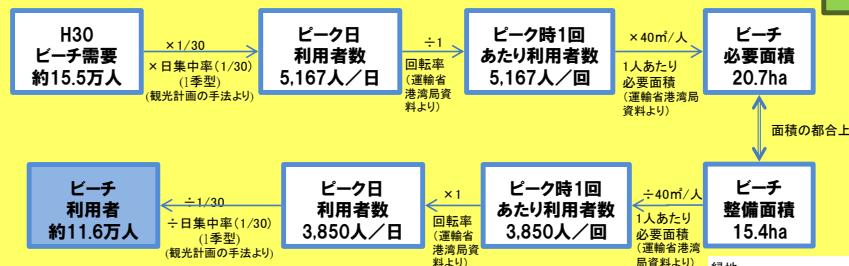 H30
ビーチ需要
約15.5万人
×1/30
×日集中率(1/30)
(1季型)
(観光計画の手法より)
ピーク日
利用者数
5,167人／日
÷1
回転率
(運輸省
港湾局資
料より)
ピーク時1回
あたり利用者数
5,167人／回
×40㎡/人
1人あたり
必要面積
(運輸省港湾局
資料より)
ビーチ
必要面積
20.7ha
面積の都合上
ビーチ
利用者
約11.6万人
÷1/30
÷日集中率(1/30)
(1季型)
(観光計画の手法より)
ピーク日
利用者数
3,850人／日
×1
回転率
(運輸省
港湾局資
料より)
ピーク時1回
あたり利用者数
3,850人／回
÷40㎡/人
1人あたり
必要面積
(運輸省港湾
局資料より)
ビーチ
整備面積
15.4ha